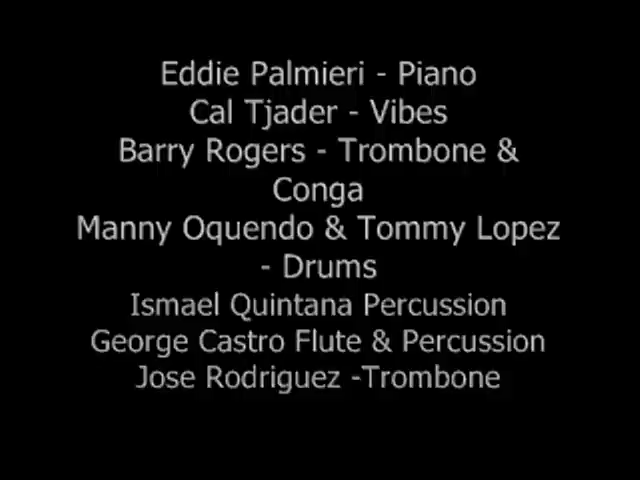 Eddie Palmieri - Piano
Cal Tjader - Vibes
Barry Rogers - Trombone &
Conga
Manny Oquendo & Tommy Lopez
- Drums
Ismael Quintana Percussion
George Castro Flute & Percussion
Jose Rodriguez -Trombone